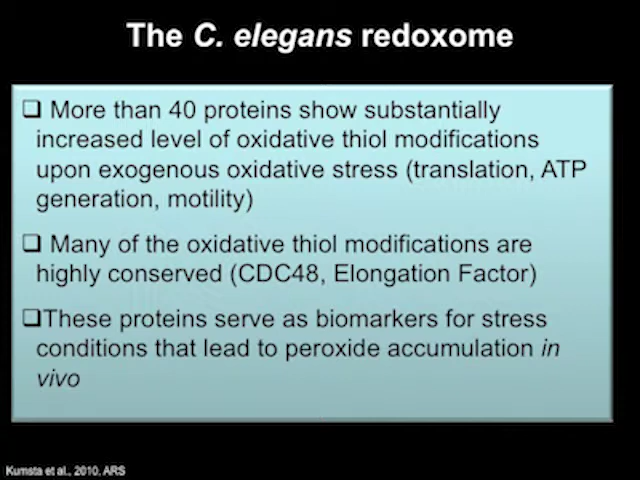 The C. elegans redoxome
❑ More than 40 proteins show substantially
increased level of oxidative thiol modifications
upon exogenous oxidative stress (translation, ATP
generation, motility)
❑ Many of the oxidative thiol modifications are
highly conserved (CDC48, Elongation Factor)
❑These proteins serve as biomarkers for stress
conditions that lead to peroxide accumulation in
vivo
Kumsta et al., 2010, ARS